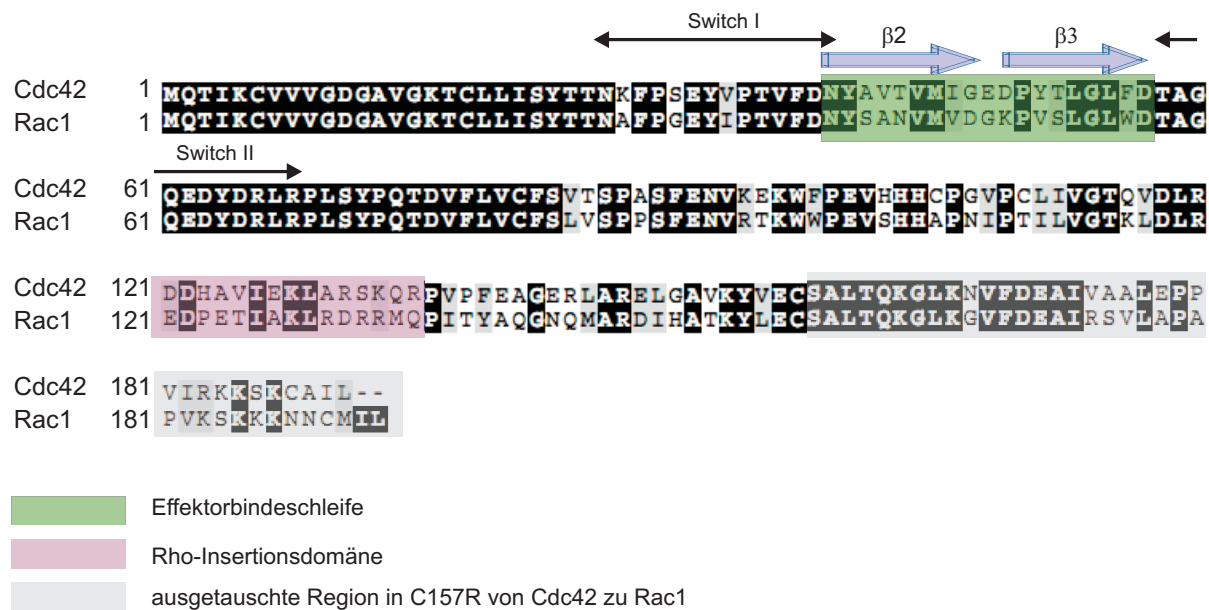 Switch I
β2 β3
Cdc42 1 MQTIKCVVVGDGAVGKTCLLISYTTNKFPSEYVPTVFDNYAVTVMIGEDPYTLGLFDTAG
Rac1 1 MQTIKCVVVGDGAVGKTCLLISYTTNAFPGEYIPTVFDNYSANVMVDGKPVSLGLWDTAG
Switch II
Cdc42 61 QEDYDRLRPLSYPQTDVFLVCFSVTSPASFENVKEKWFPEVHHHCPGVPCLIVGTQVDLR
Rac1 61 QEDYDRLRPLSYPQTDVFLVCFSLVSPPSFENVRTKWWPEVSHHAPNIPTILVGTKLDLR
Cdc42 121 DDHAVIEKLARSKQRPVPFEAGERLARELGAVKYVECSALTQKGLKNVFDEAIVAALEPP
Rac1 121 EDPETIAKLRDRRMQPITYAQGNQMARDIHATKYLECSALTQKGLKGVFDEAIRSVLAPA
Cdc42 181 VIRKKSKCAIL--
Rac1 181 PVKSKKKNNCMIL
Effektorbindeschleife
Rho-Insertionsdomäne
ausgetauschte Region in C157R von Cdc42 zu Rac1